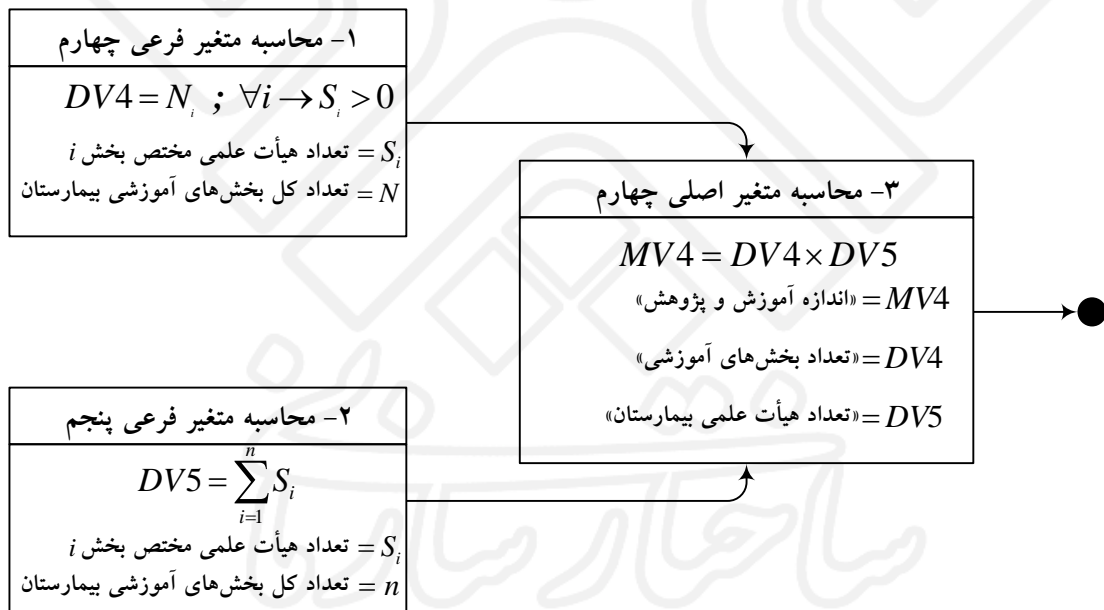 ۱- محاسبه متغیر فرعی چهارم
DV4 = N_i ; ∀i → S_i > 0
S_i = تعداد هیأت علمی مختص بخش i
N = تعداد کل بخش‌های آموزشی بیمارستان
۳- محاسبه متغیر اصلی چهارم
MV4 = DV4 × DV5
MV4 = «اندازه آموزش و پژوهش»
DV4 = «تعداد بخش‌های آموزشی»
DV5 = «تعداد هیأت علمی بیمارستان»
۲- محاسبه متغیر فرعی پنجم
DV5 = \sum_{i=1}^{n} S_i
S_i = تعداد هیأت علمی مختص بخش i
n = تعداد کل بخش‌های آموزشی بیمارستان